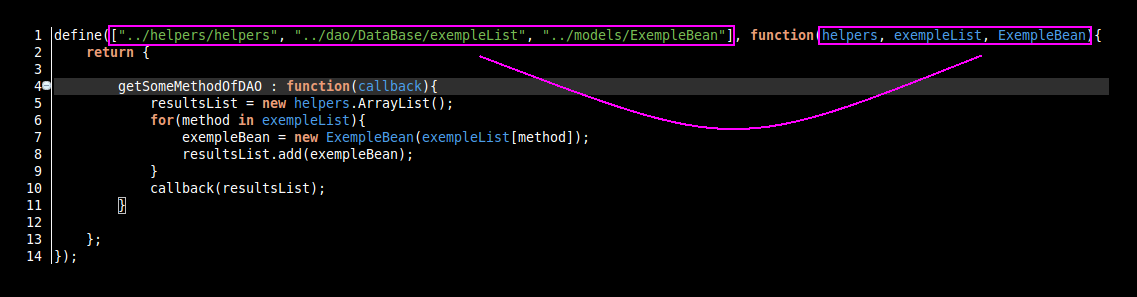 1 define(["../helpers/helpers", "../dao/DataBase/exempleList", "../models/ExempleBean"], function(helpers, exempleList, ExempleBean){
2     return {
3
4         getSomeMethodOfDAO : function(callback){
5             resultsList = new helpers.ArrayList();
6             for(method in exempleList){
7                 exempleBean = new ExempleBean(exempleList[method]);
8                 resultsList.add(exempleBean);
9             }
10             callback(resultsList);
11         }
12
13     };
14 });